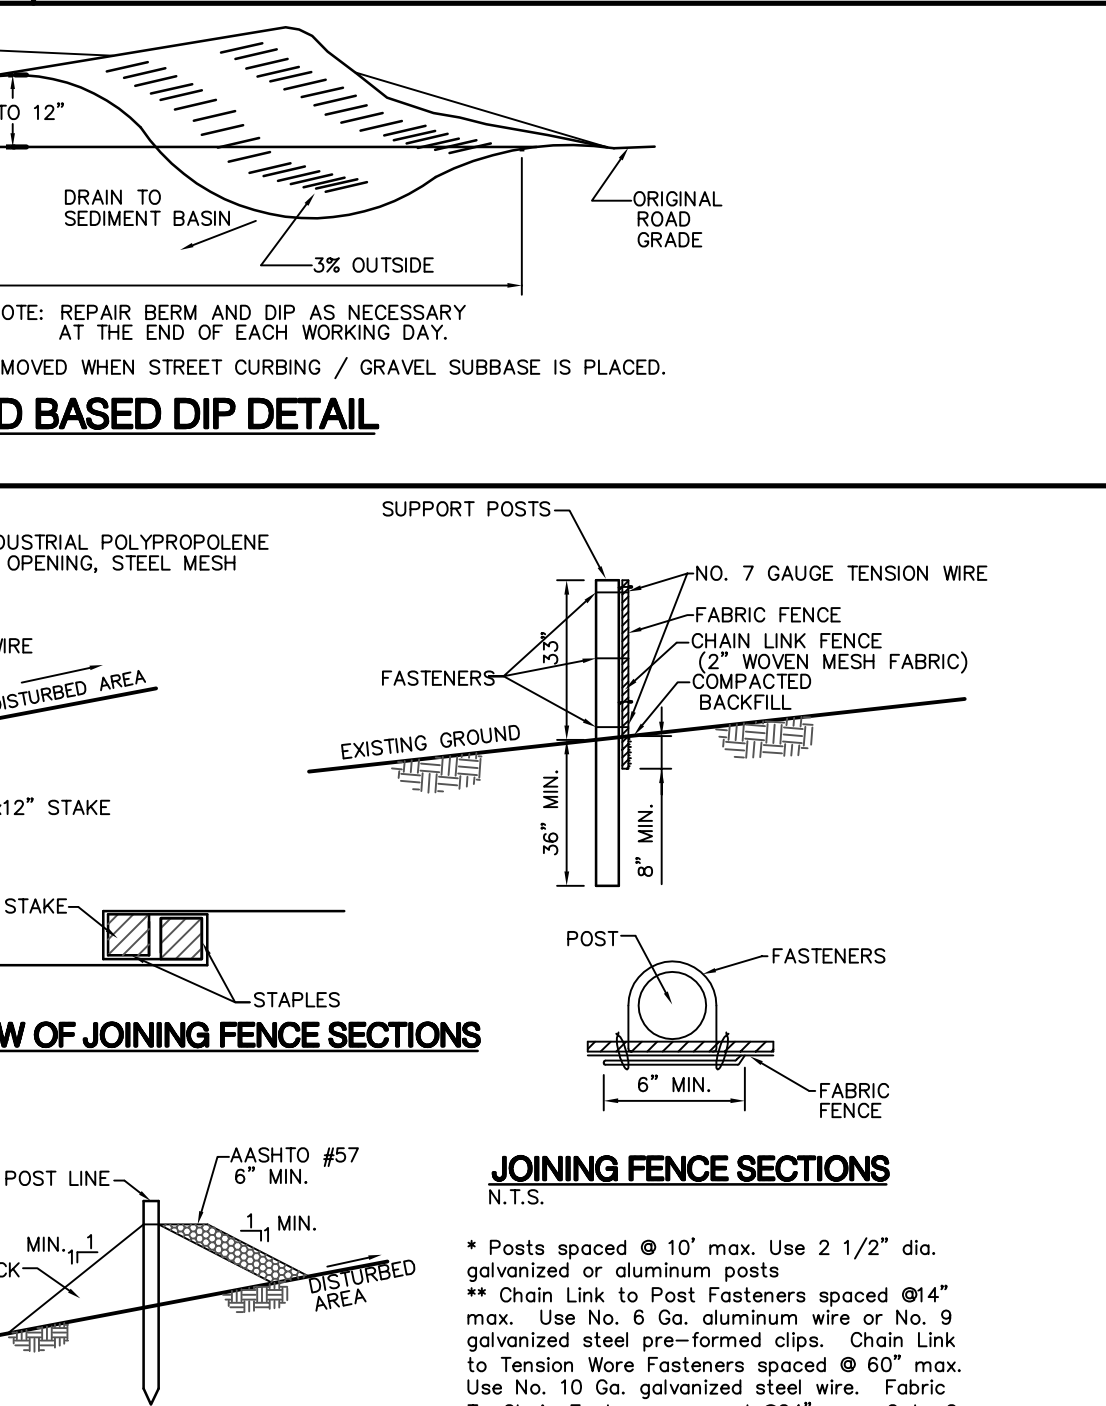 TO 12"
DRAIN TO
SEDIMENT BASIN
ORIGINAL
ROAD
GRADE
3% OUTSIDE
OTE: REPAIR BERM AND DIP AS NECESSARY
AT THE END OF EACH WORKING DAY.
MOVED WHEN STREET CURBING / GRAVEL SUBBASE IS PLACED.
D BASED DIP DETAIL
SUPPORT POSTS
DUSTRIAL POLYPROPOLENE
OPENING, STEEL MESH
NO. 7 GAUGE TENSION WIRE
FABRIC FENCE
CHAIN LINK FENCE
(2" WOVEN MESH FABRIC)
COMPACTED
BACKFILL
33"
FASTENERS
WIRE
DISTURBED AREA
EXISTING GROUND
36" MIN.
8" MIN.
x12" STAKE
STAKE
STAPLES
W OF JOINING FENCE SECTIONS
POST
FASTENERS
6" MIN.
FABRIC
FENCE
JOINING FENCE SECTIONS
N.T.S.
POST LINE
AASHTO #57
6" MIN.
1
1 MIN.
MIN. 1
1
CK
DISTURBED
AREA
* Posts spaced @ 10' max. Use 2 1/2" dia.
galvanized or aluminum posts
** Chain Link to Post Fasteners spaced @14"
max. Use No. 6 Ga. aluminum wire or No. 9
galvanized steel pre-formed clips. Chain Link
to Tension Wore Fasteners spaced @ 60" max.
Use No. 10 Ga. galvanized steel wire. Fabric